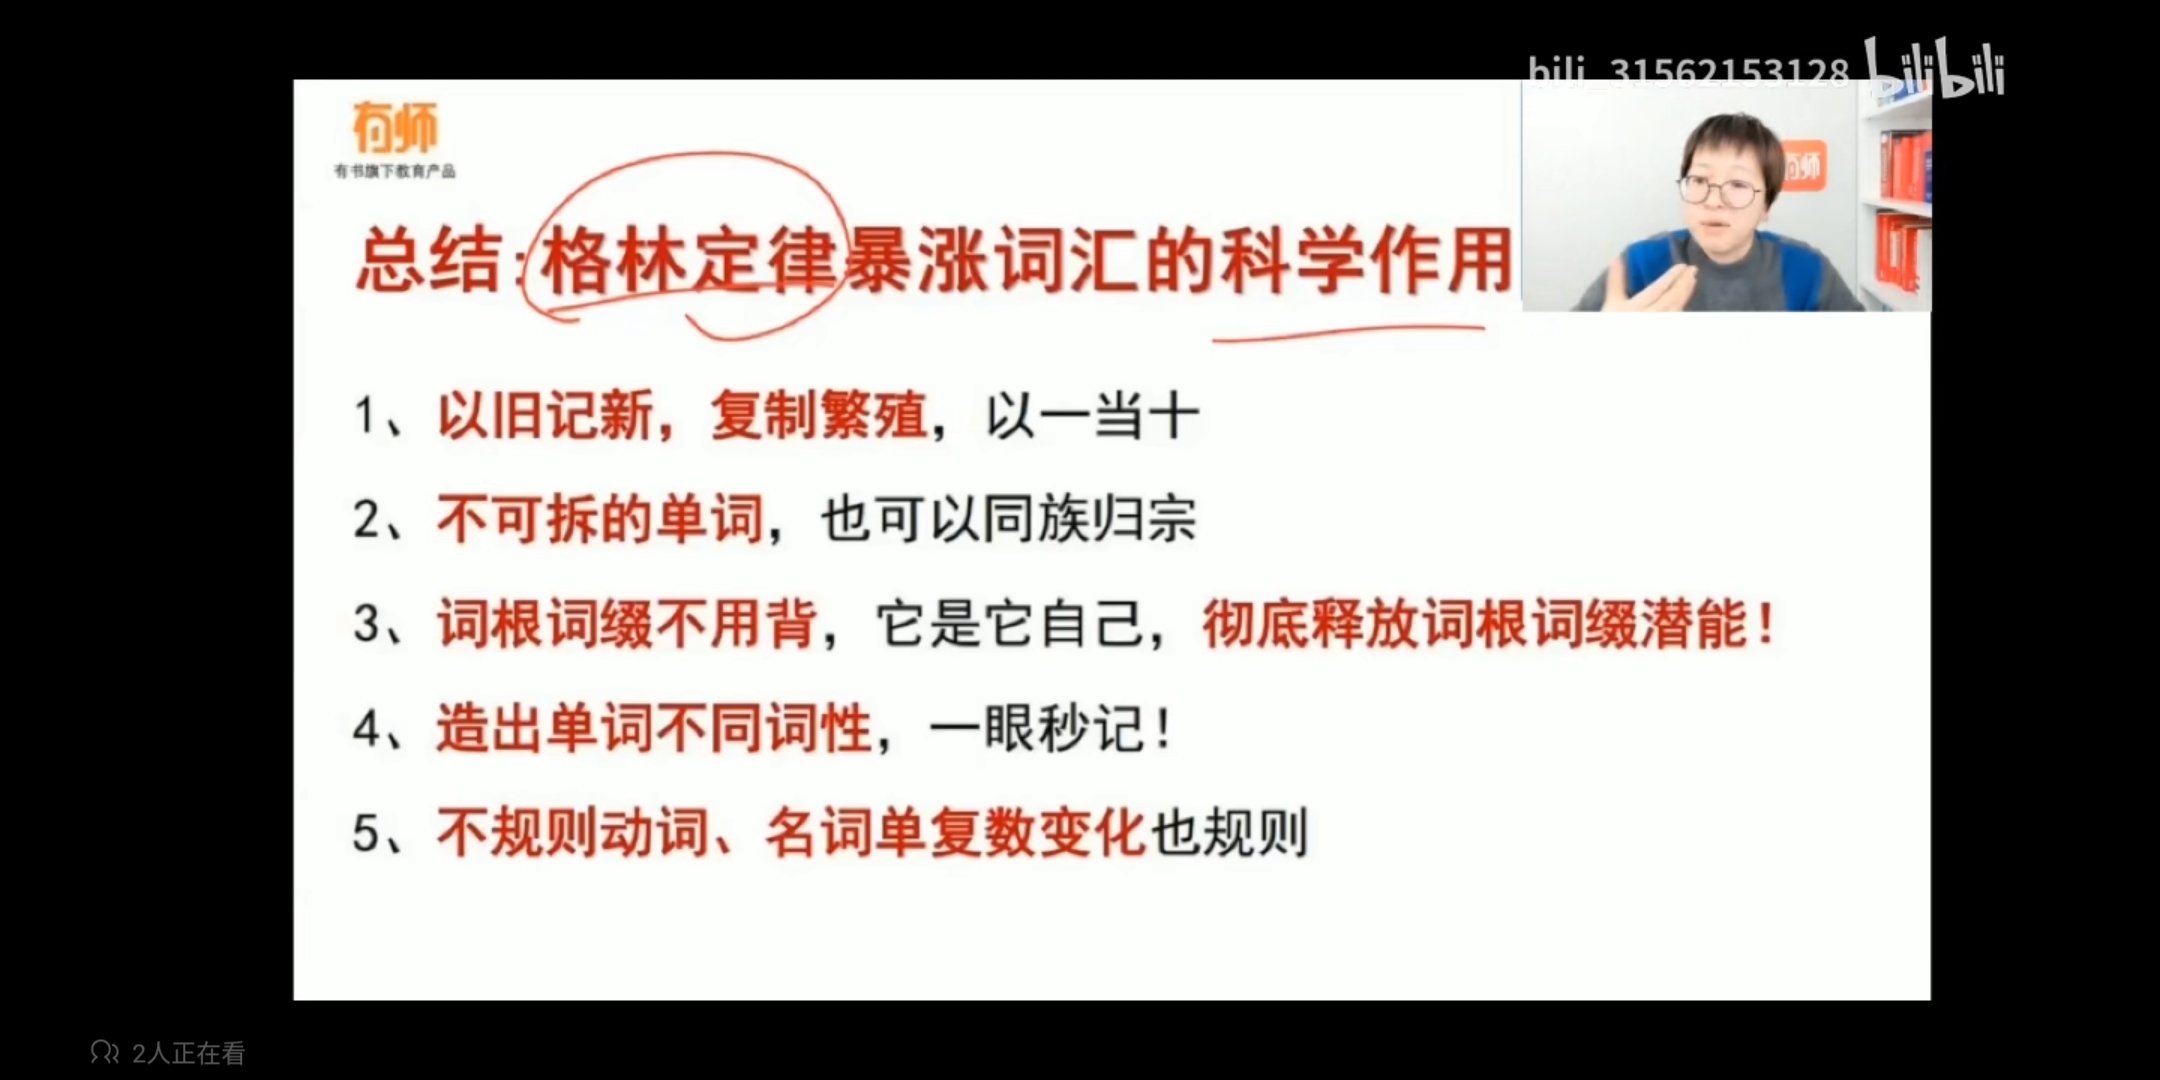 bili_31562153128 bilibili
有师
有书旗下教育产品
有师
总结:格林定律暴涨词汇的科学作用
1、以旧记新，复制繁殖，以一当十
2、不可拆的单词，也可以同族归宗
3、词根词缀不用背，它是它自己，彻底释放词根词缀潜能！
4、造出单词不同词性，一眼秒记！
5、不规则动词、名词单复数变化也规则
2人正在看